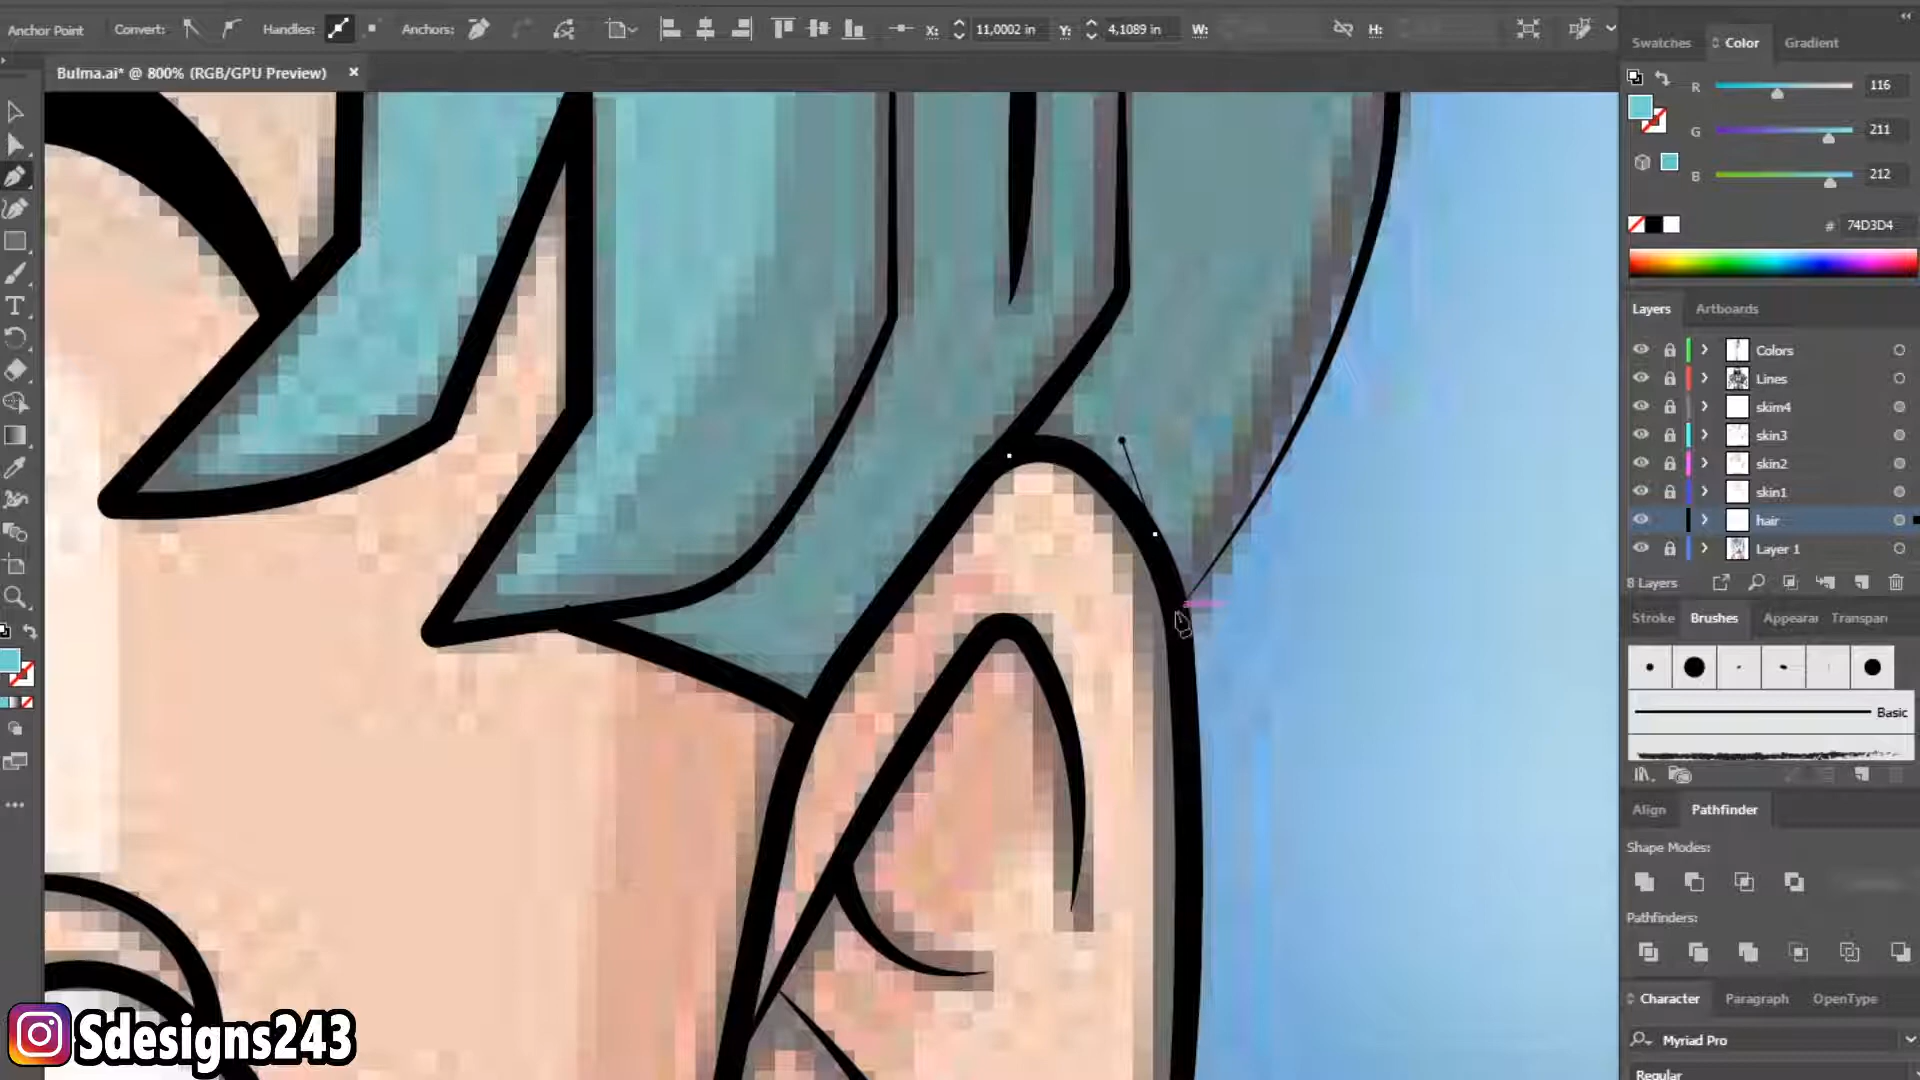 Anchor Point Convert: Handles: Anchors: X: 11,0002 in Y: 4,1089 in W: H:
Bulma.ai* @ 800% (RGB/GPU Preview) ×
Swatches Color Gradient
R 116
G 211
B 212
# 74D3D4
Layers Artboards
Colors
Lines
skim4
skin3
skin2
skin1
hair
Layer 1
8 Layers
Stroke Brushes Appearar Transpari
Basic
Align Pathfinder
Shape Modes:
Pathfinders:
Character Paragraph OpenType
Myriad Pro
Regular
Sdesigns243